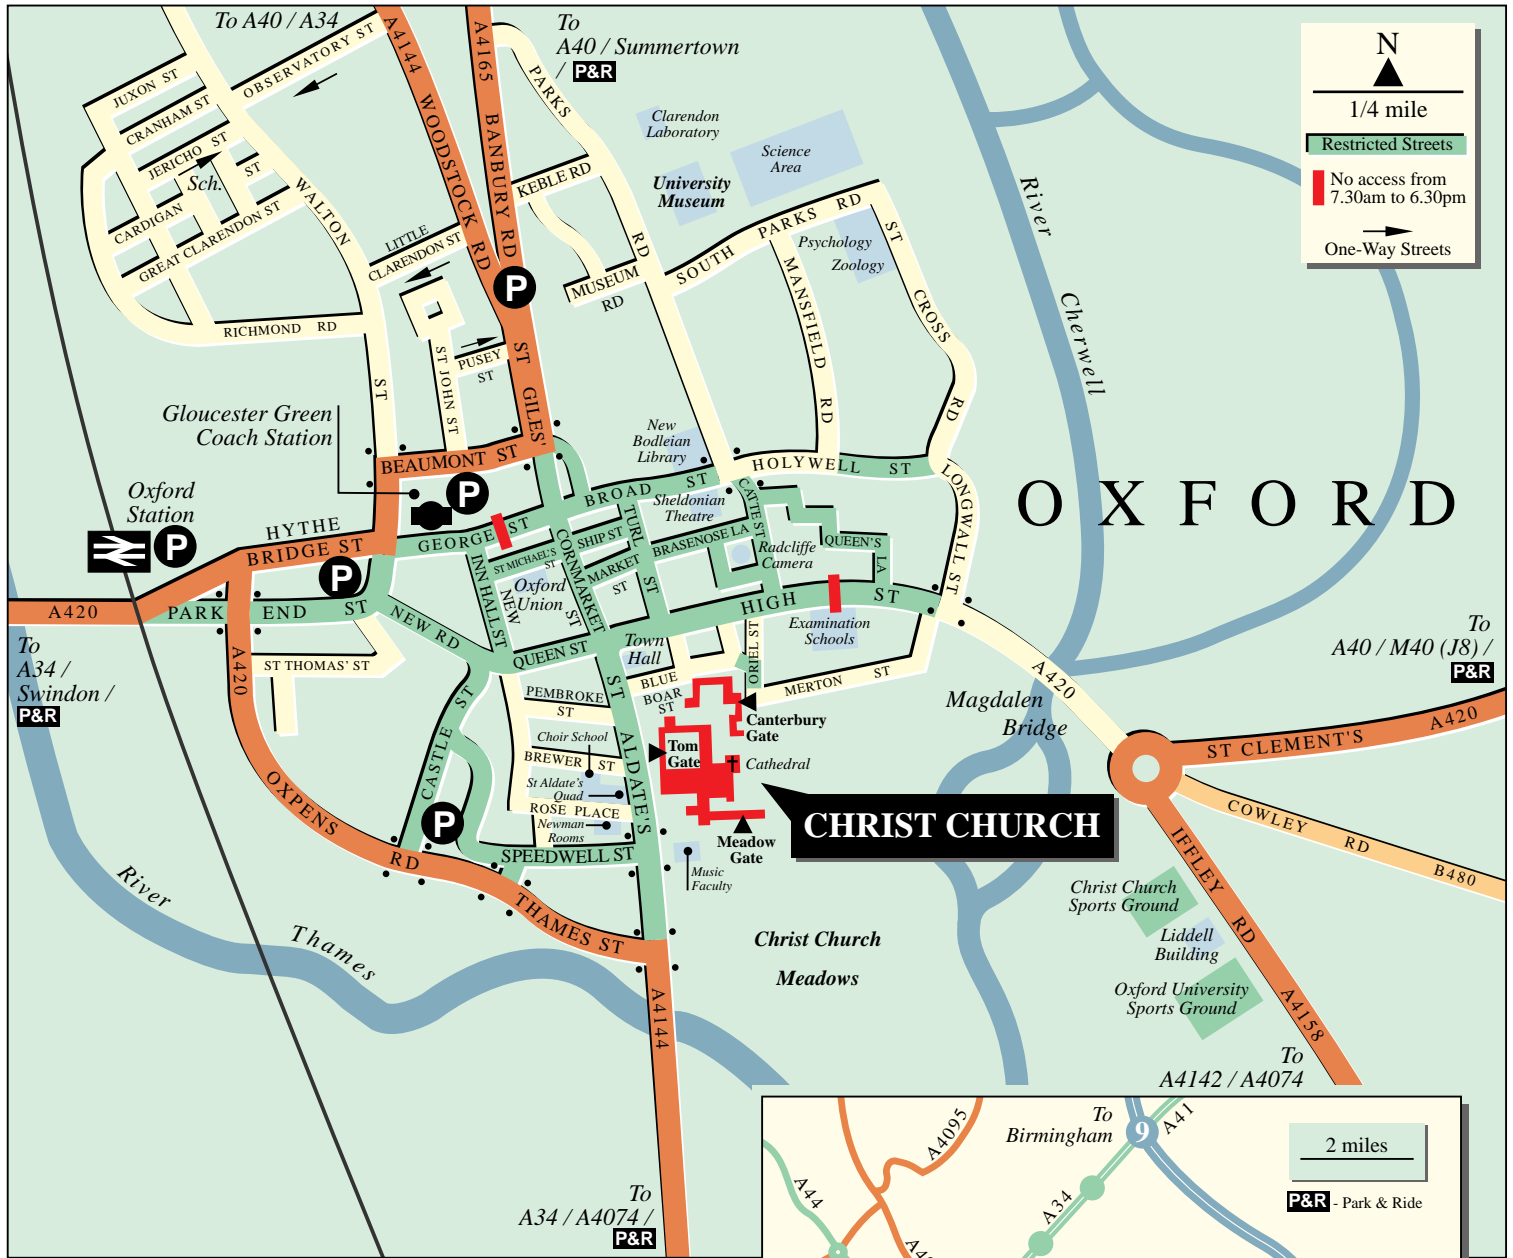 To A40 / A34
To
A40 / Summertown
/ P&R
A4144
WOODSTOCK RD
A4165
BANBURY RD
PARKS
RD
N
1/4 mile
Restricted Streets
No access from
7.30am to 6.30pm
One-Way Streets
JUXON ST
OBSERVATORY ST
CRANHAM ST
JERICHO ST
Sch.
ST
CARDIGAN
GREAT CLARENDON ST
WALTON
ST
LITTLE
CLARENDON ST
RICHMOND RD
Clarendon
Laboratory
Science
Area
University
Museum
KEBLE RD
MUSEUM
RD
SOUTH PARKS RD
Psychology
Zoology
MANSFIELD
RD
ST
CROSS
RD
River
Cherwell
P
ST JOHN ST
PUSEY
ST
ST
GILES'
Gloucester Green
Coach Station
BEAUMONT ST
P
New
Bodleian
Library
HOLYWELL ST
LONGWALL ST
OXFORD
Oxford
Station
P
HYTHE
BRIDGE ST
P
GEORGE ST
BROAD ST
Sheldonian
Theatre
CATTE ST
TURL
ST
SHIP ST
ST MICHAEL'S
ST
CORNMARKET
ST
MARKET
ST
BRASENOSE LA
Radcliffe
Camera
QUEEN'S
LA
NEW
INN HALL ST
Oxford
Union
A420
PARK END ST
NEW RD
HIGH ST
Examination
Schools
QUEEN ST
Town
Hall
ORIEL ST
To
A34 /
Swindon /
P&R
A420
ST THOMAS' ST
BLUE
BOAR
ST
MERTON ST
A420
Magdalen
Bridge
To
A40 / M40 (J8) /
P&R
PEMBROKE
ST
CASTLE ST
Choir School
BREWER ST
St Aldate's
Quad
ROSE PLACE
Newman
Rooms
ST
ALDATE'S
Tom
Gate
Canterbury
Gate
Cathedral
CHRIST CHURCH
Meadow
Gate
Music
Faculty
P
SPEEDWELL ST
OXPENS
RD
THAMES ST
ST CLEMENT'S
A420
COWLEY
RD
B480
IFFLEY
RD
A4158
River
Thames
Christ Church
Meadows
Christ Church
Sports Ground
Liddell
Building
Oxford University
Sports Ground
A4144
To
A34 / A4074 /
P&R
To
A4142 / A4074
To
Birmingham
9
A41
A4095
A44
A34
2 miles
P&R - Park & Ride